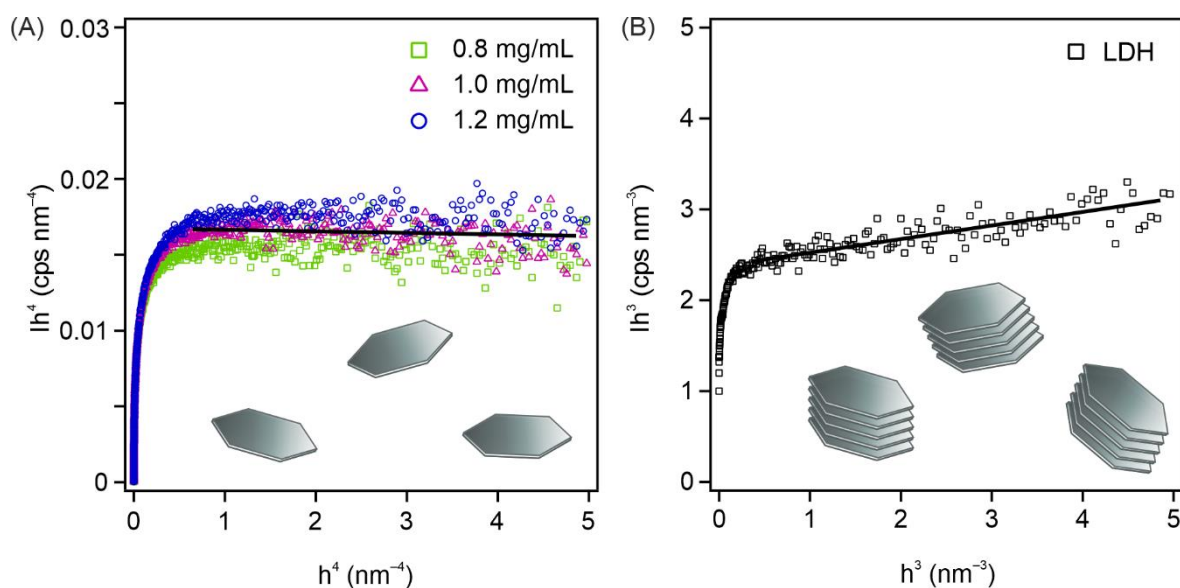 (A)
0.03
0.02
0.01
0
Ih⁴ (cps nm⁻⁴)
0.8 mg/mL
1.0 mg/mL
1.2 mg/mL
0 1 2 3 4 5
h⁴ (nm⁻⁴)
(B)
5
4
3
2
1
0
Ih³ (cps nm⁻³)
LDH
0 1 2 3 4 5
h³ (nm⁻³)